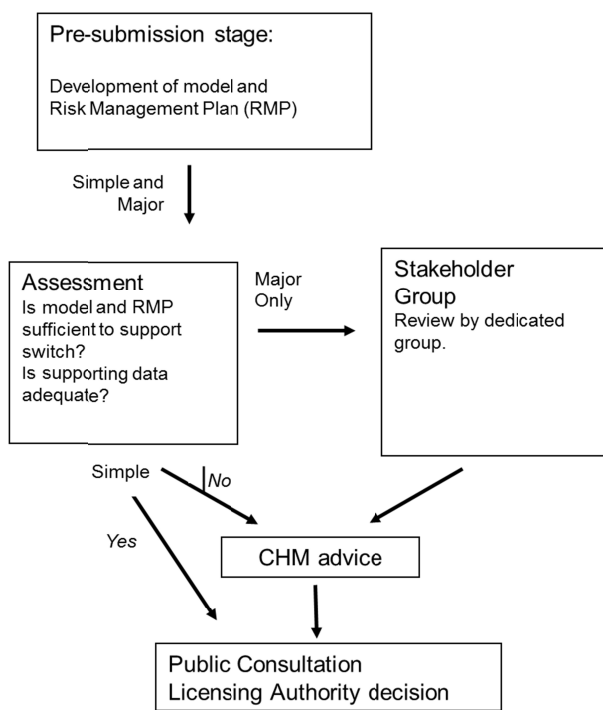 Pre-submission stage:
Development of model and
Risk Management Plan (RMP)
Simple and
Major
Assessment
Is model and RMP
sufficient to support
switch?
Is supporting data
adequate?
Major
Only
Stakeholder
Group
Review by dedicated
group.
Simple
No
Yes
CHM advice
Public Consultation
Licensing Authority decision